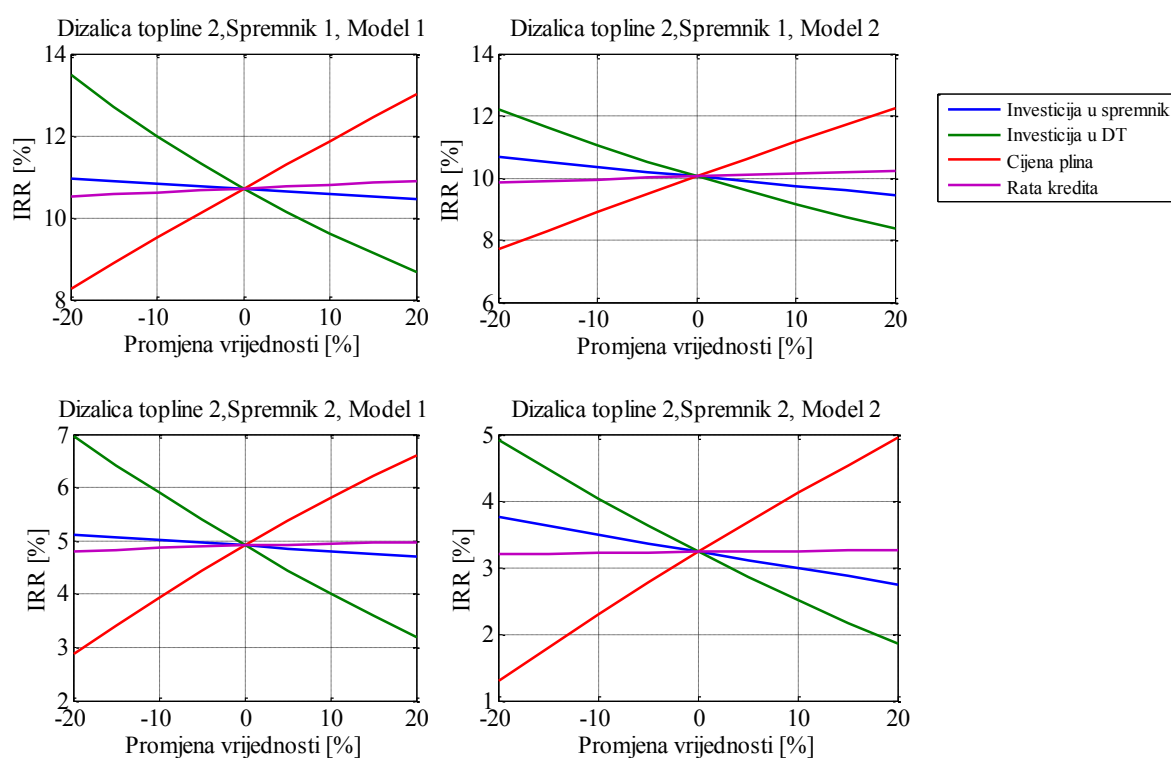 Dizalica topline 2,Spremnik 1, Model 1
14
12
10
8
IRR [%]
-20 -10 0 10 20
Promjena vrijednosti [%]
Dizalica topline 2,Spremnik 1, Model 2
14
12
10
8
6
IRR [%]
-20 -10 0 10 20
Promjena vrijednosti [%]
Investicija u spremnik
Investicija u DT
Cijena plina
Rata kredita
Dizalica topline 2,Spremnik 2, Model 1
7
6
5
4
3
2
IRR [%]
-20 -10 0 10 20
Promjena vrijednosti [%]
Dizalica topline 2,Spremnik 2, Model 2
5
4
3
2
1
IRR [%]
-20 -10 0 10 20
Promjena vrijednosti [%]